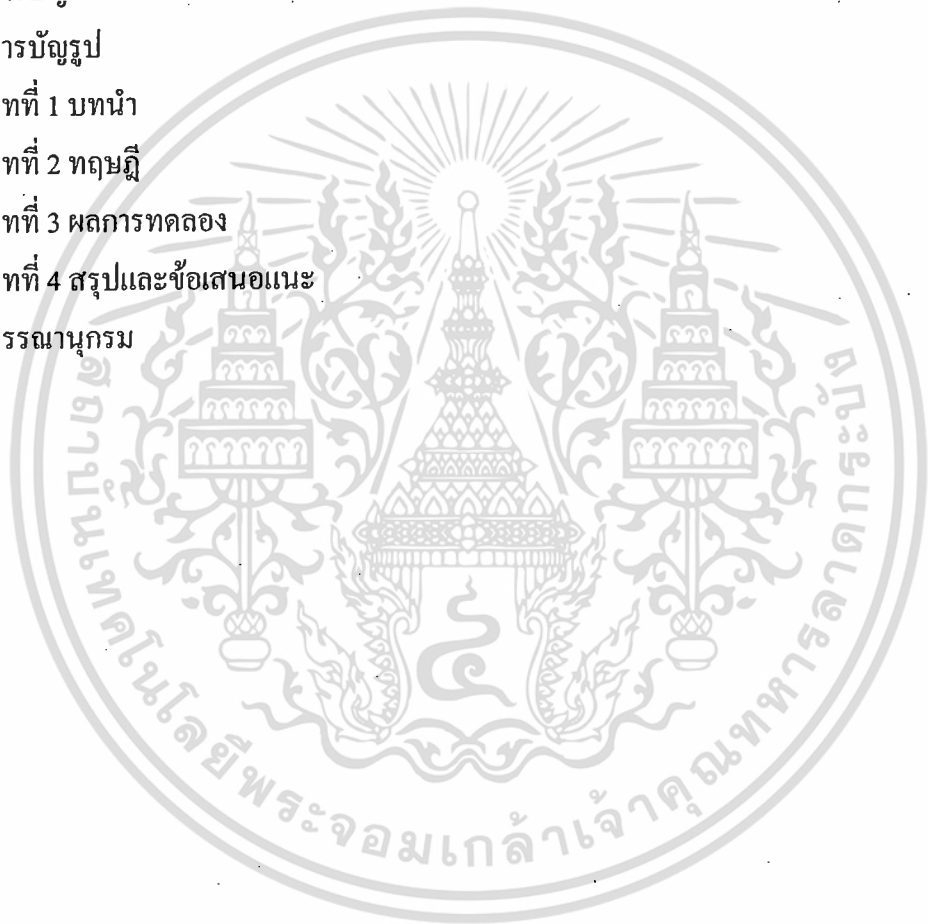 ารบัญรูป
ทที่ 1 บทนำ
ทที่ 2 ทฤษฎี
ทที่ 3 ผลการทดลอง
ทที่ 4 สรุปและข้อเสนอแนะ
รรณานุกรม
สถาบันเทคโนโลยีพระจอมเกล้าเจ้าคุณทหารลาดกระบัง
๔